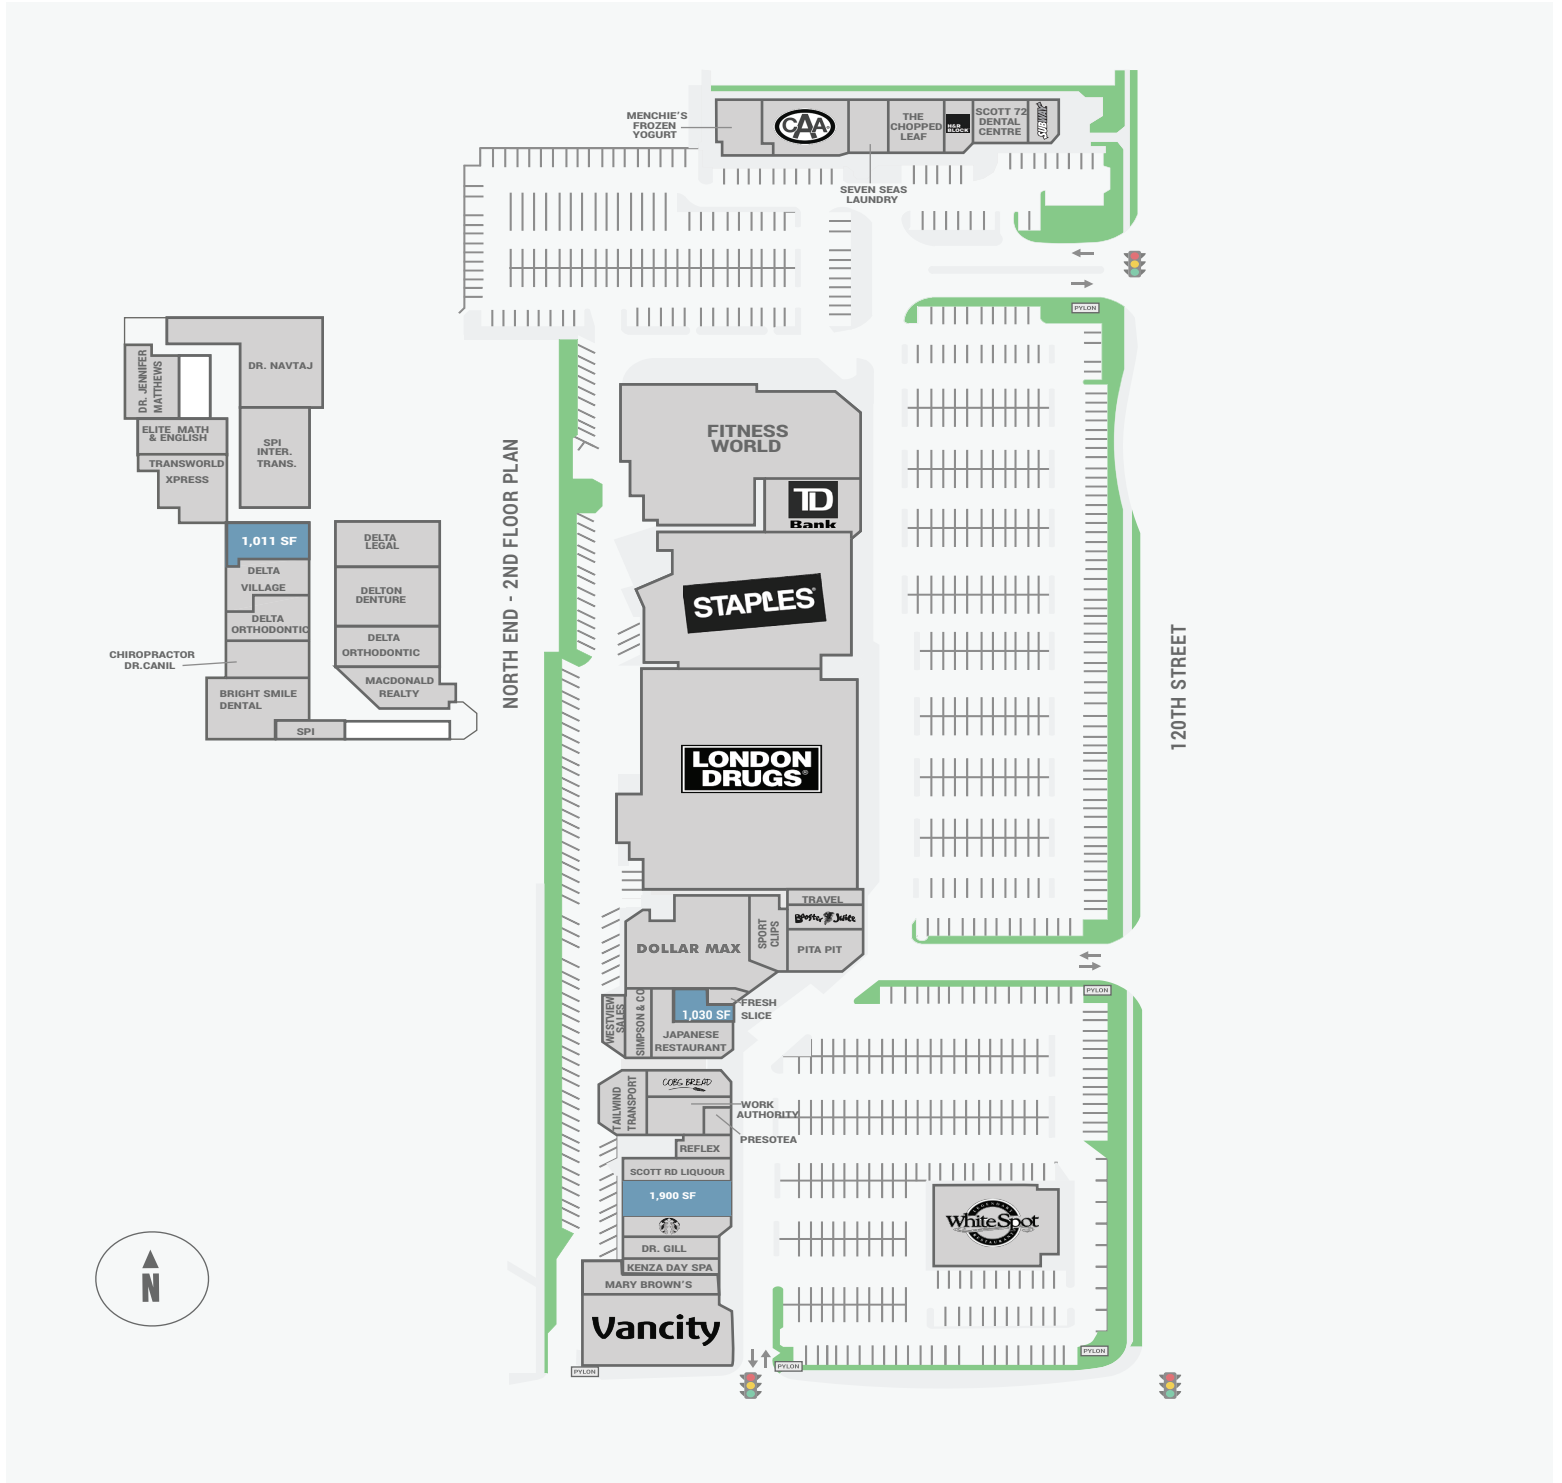 MENCHIE'S
FROZEN
YOGURT
CAA
THE
CHOPPED
LEAF
H&B
BLOCK
SCOTT 72
DENTAL
CENTRE
SUBWAY
SEVEN SEAS
LAUNDRY
PYLON
DR. JENNIFER
MATTHEWS
DR. NAVTAJ
ELITE MATH
& ENGLISH
SPI
INTER.
TRANS.
TRANSWORLD
XPRESS
1,011 SF
DELTA
VILLAGE
DELTA
ORTHODONTIC
CHIROPRACTOR
DR.CANIL
BRIGHT SMILE
DENTAL
SPI
DELTA
LEGAL
DELTON
DENTURE
DELTA
ORTHODONTIC
MACDONALD
REALTY
NORTH END - 2ND FLOOR PLAN
FITNESS
WORLD
TD
Bank
STAPLES
120TH STREET
LONDON
DRUGS
TRAVEL
Booster Juice
SPORT
CLIPS
DOLLAR MAX
PITA PIT
PYLON
WESTVIEW
SALES
SIMPSON & CO
1,030 SF
FRESH
SLICE
JAPANESE
RESTAURANT
TAILWIND
TRANSPORT
COBS BREAD
WORK
AUTHORITY
PRESOTEA
REFLEX
SCOTT RD LIQUOUR
1,900 SF
LEGENDARY
White Spot
RESTAURANTS
DR. GILL
KENZA DAY SPA
MARY BROWN'S
Vancity
N
PYLON
PYLON
PYLON